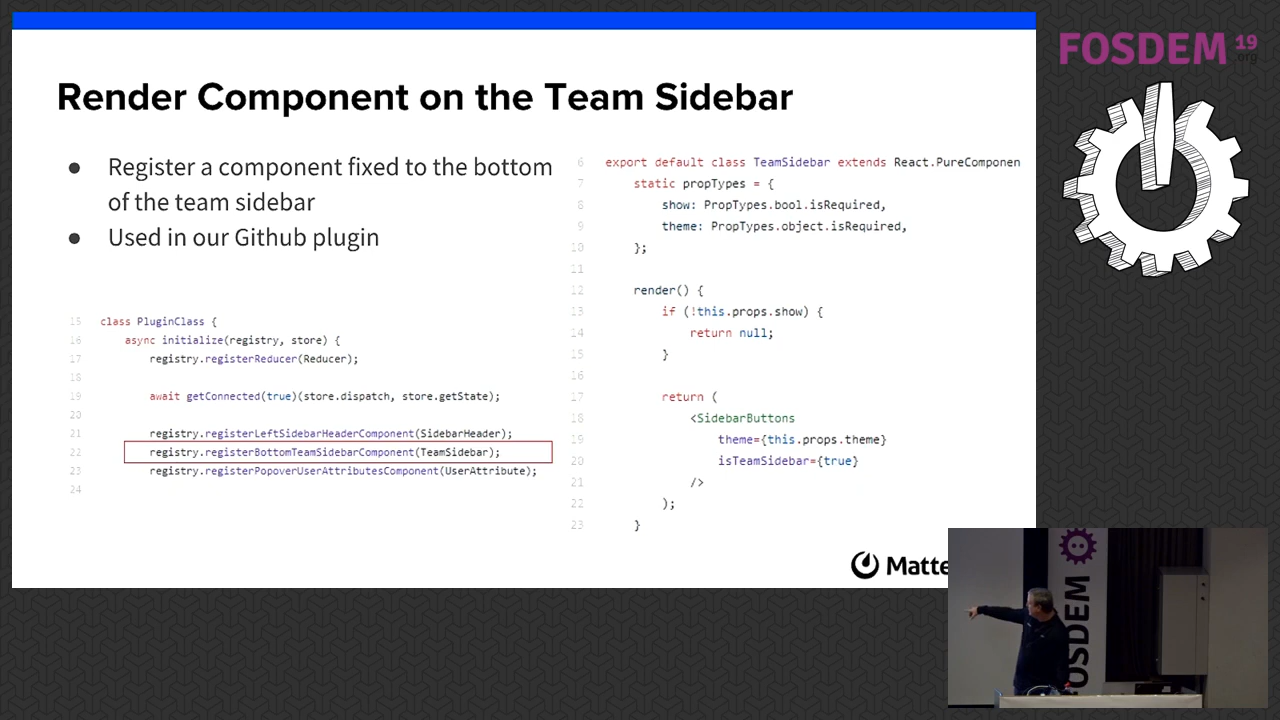 Render Component on the Team Sidebar
● Register a component fixed to the bottom
of the team sidebar
● Used in our Github plugin
15 class PluginClass {
16 async initialize(registry, store) {
17 registry.registerReducer(Reducer);
18
19 await getConnected(true)(store.dispatch, store.getState);
20
21 registry.registerLeftSidebarHeaderComponent(SidebarHeader);
22 registry.registerBottomTeamSidebarComponent(TeamSidebar);
23 registry.registerPopoverUserAttributesComponent(UserAttribute);
24
6 export default class TeamSidebar extends React.PureComponen
7 static propTypes = {
8 show: PropTypes.bool.isRequired,
9 theme: PropTypes.object.isRequired,
10 };
11
12 render() {
13 if (!this.props.show) {
14 return null;
15 }
16
17 return (
18 <SidebarButtons
19 theme={this.props.theme}
20 isTeamSidebar={true}
21 />
22 );
23 }
Matte
FOSDEM 19
.org
OSDEM